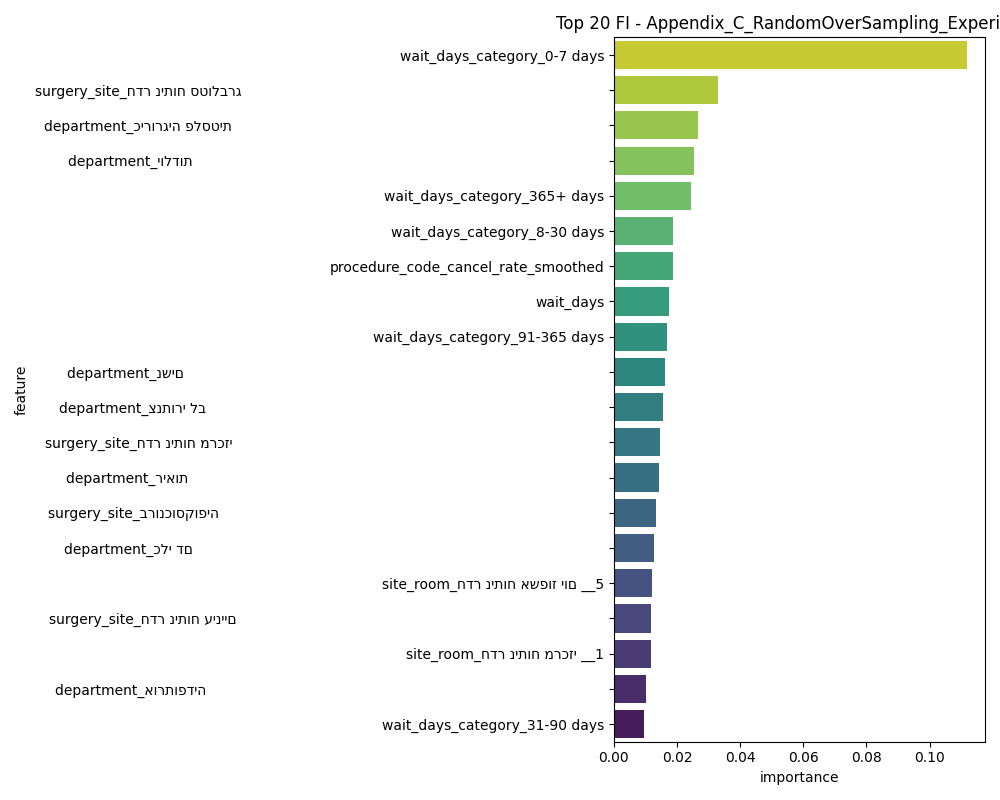 Top 20 FI - Appendix_C_RandomOverSampling_Experi
wait_days_category_0-7 days
surgery_site_חדר ניתוח סטולברג
department_כירורגיה פלסטית
department_יולדות
wait_days_category_365+ days
wait_days_category_8-30 days
procedure_code_cancel_rate_smoothed
wait_days
wait_days_category_91-365 days
department_נשים
department_צנתורי לב
surgery_site_חדר ניתוח מרכזי
department_ריאות
surgery_site_ברונכוסקופיה
department_כלי דם
site_room_חדר ניתוח אשפוז יום __5
surgery_site_חדר ניתוח עיניים
site_room_חדר ניתוח מרכזי __1
department_אורתופדיה
wait_days_category_31-90 days
feature
0.00 0.02 0.04 0.06 0.08 0.10
importance